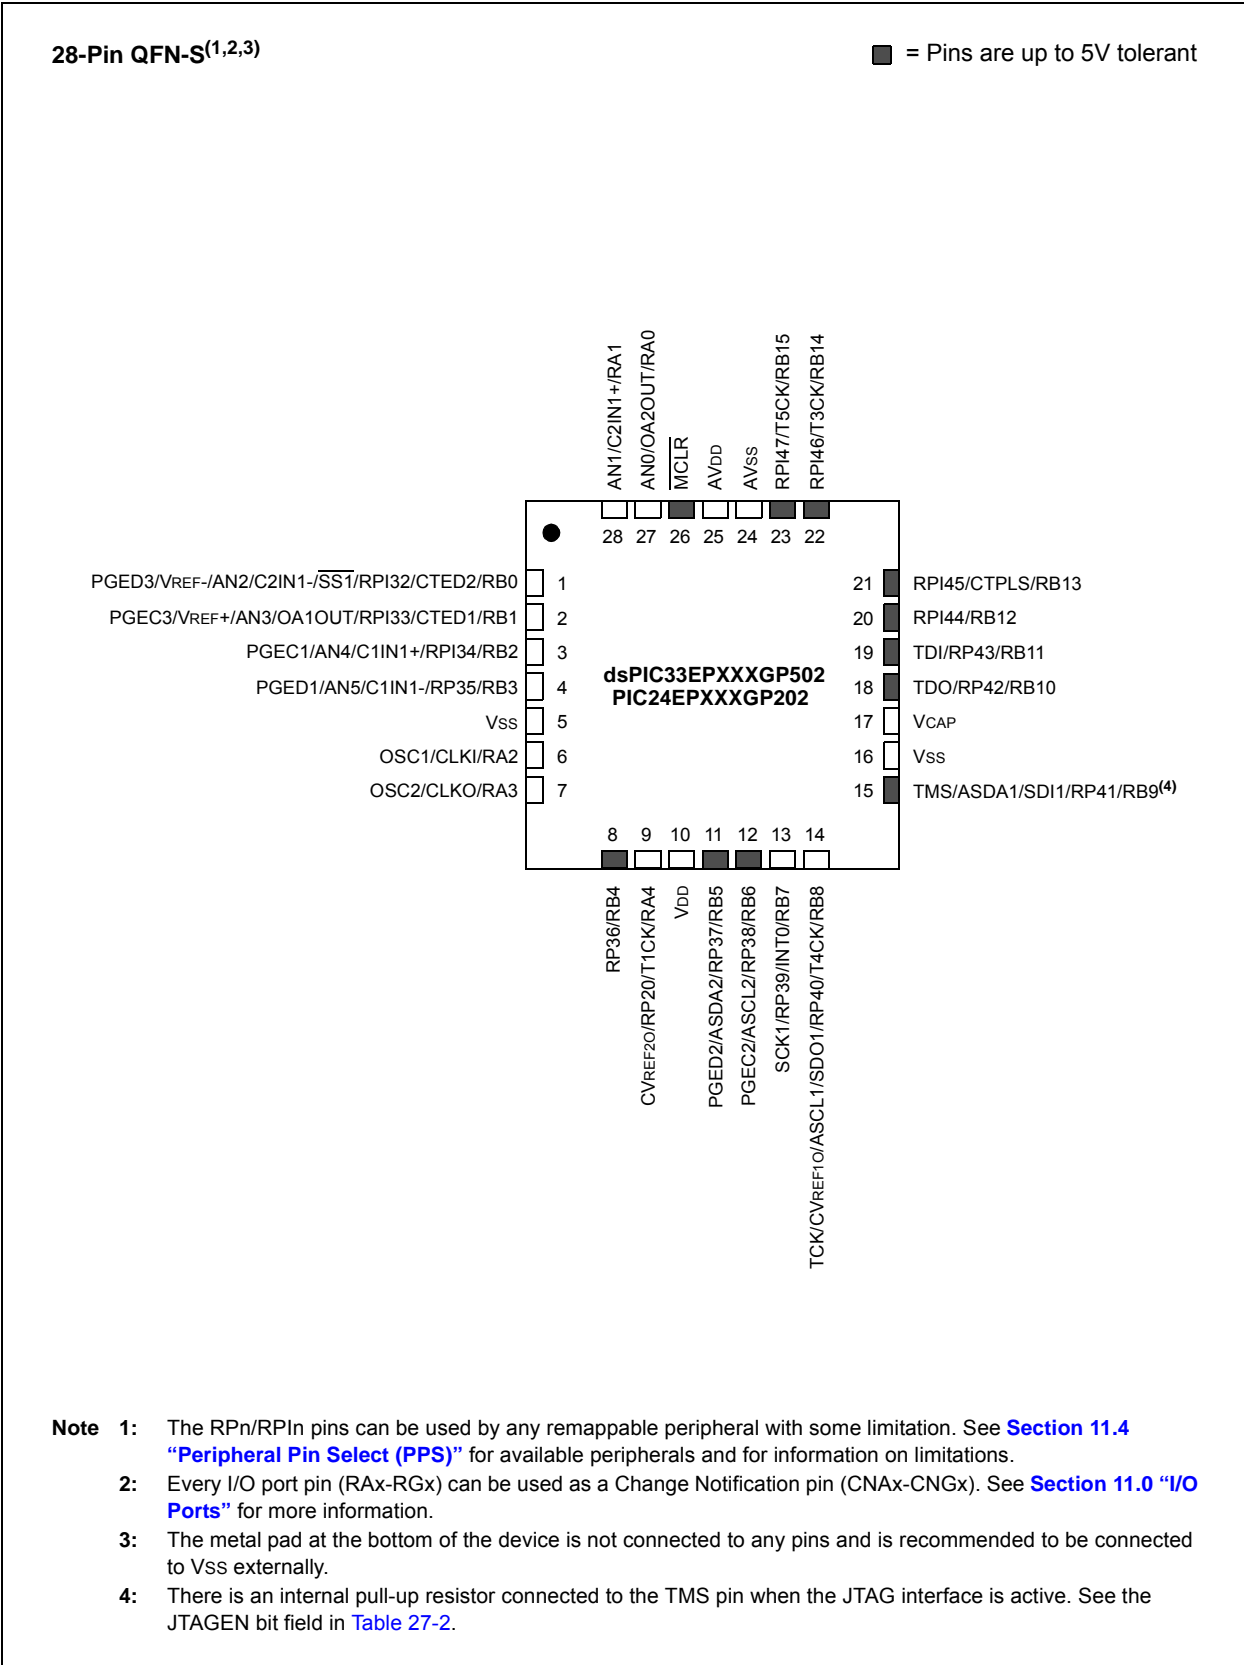 28-Pin QFN-S(1,2,3)
= Pins are up to 5V tolerant
AN1/C2IN1+/RA1
AN0/OA2OUT/RA0
MCLR
AVDD
AVSS
RPI47/T5CK/RB15
RPI46/T3CK/RB14
28 27 26 25 24 23 22
PGED3/VREF-/AN2/C2IN1-/SS1/RPI32/CTED2/RB0 1
PGEC3/VREF+/AN3/OA1OUT/RPI33/CTED1/RB1 2
PGEC1/AN4/C1IN1+/RPI34/RB2 3
PGED1/AN5/C1IN1-/RP35/RB3 4
VSS 5
OSC1/CLKI/RA2 6
OSC2/CLKO/RA3 7
dsPIC33EPXXXGP502
PIC24EPXXXGP202
21 RPI45/CTPLS/RB13
20 RPI44/RB12
19 TDI/RP43/RB11
18 TDO/RP42/RB10
17 VCAP
16 VSS
15 TMS/ASDA1/SDI1/RP41/RB9(4)
8 9 10 11 12 13 14
RP36/RB4
CVREF2O/RP20/T1CK/RA4
VDD
PGED2/ASDA2/RP37/RB5
PGEC2/ASCL2/RP38/RB6
SCK1/RP39/INT0/RB7
TCK/CVREF1O/ASCL1/SDO1/RP40/T4CK/RB8
Note 1: The RPn/RPIn pins can be used by any remappable peripheral with some limitation. See Section 11.4
“Peripheral Pin Select (PPS)” for available peripherals and for information on limitations.
2: Every I/O port pin (RAx-RGx) can be used as a Change Notification pin (CNAx-CNGx). See Section 11.0 “I/O
Ports” for more information.
3: The metal pad at the bottom of the device is not connected to any pins and is recommended to be connected
to VSS externally.
4: There is an internal pull-up resistor connected to the TMS pin when the JTAG interface is active. See the
JTAGEN bit field in Table 27-2.